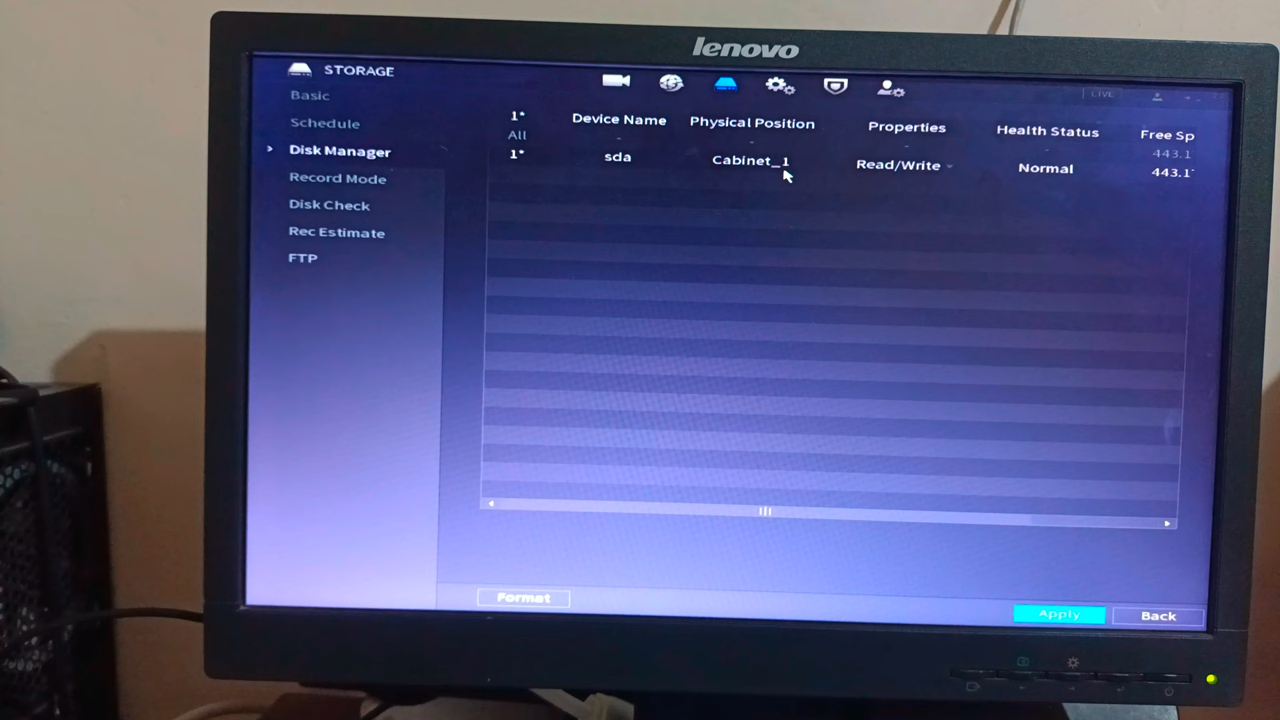 lenovo
STORAGE
LIVE
Basic
Schedule
> Disk Manager
Record Mode
Disk Check
Rec Estimate
FTP
1* Device Name Physical Position Properties Health Status Free Sp
All - - - - 443.1
1* sda Cabinet_1 Read/Write Normal 443.1
Format
Apply Back